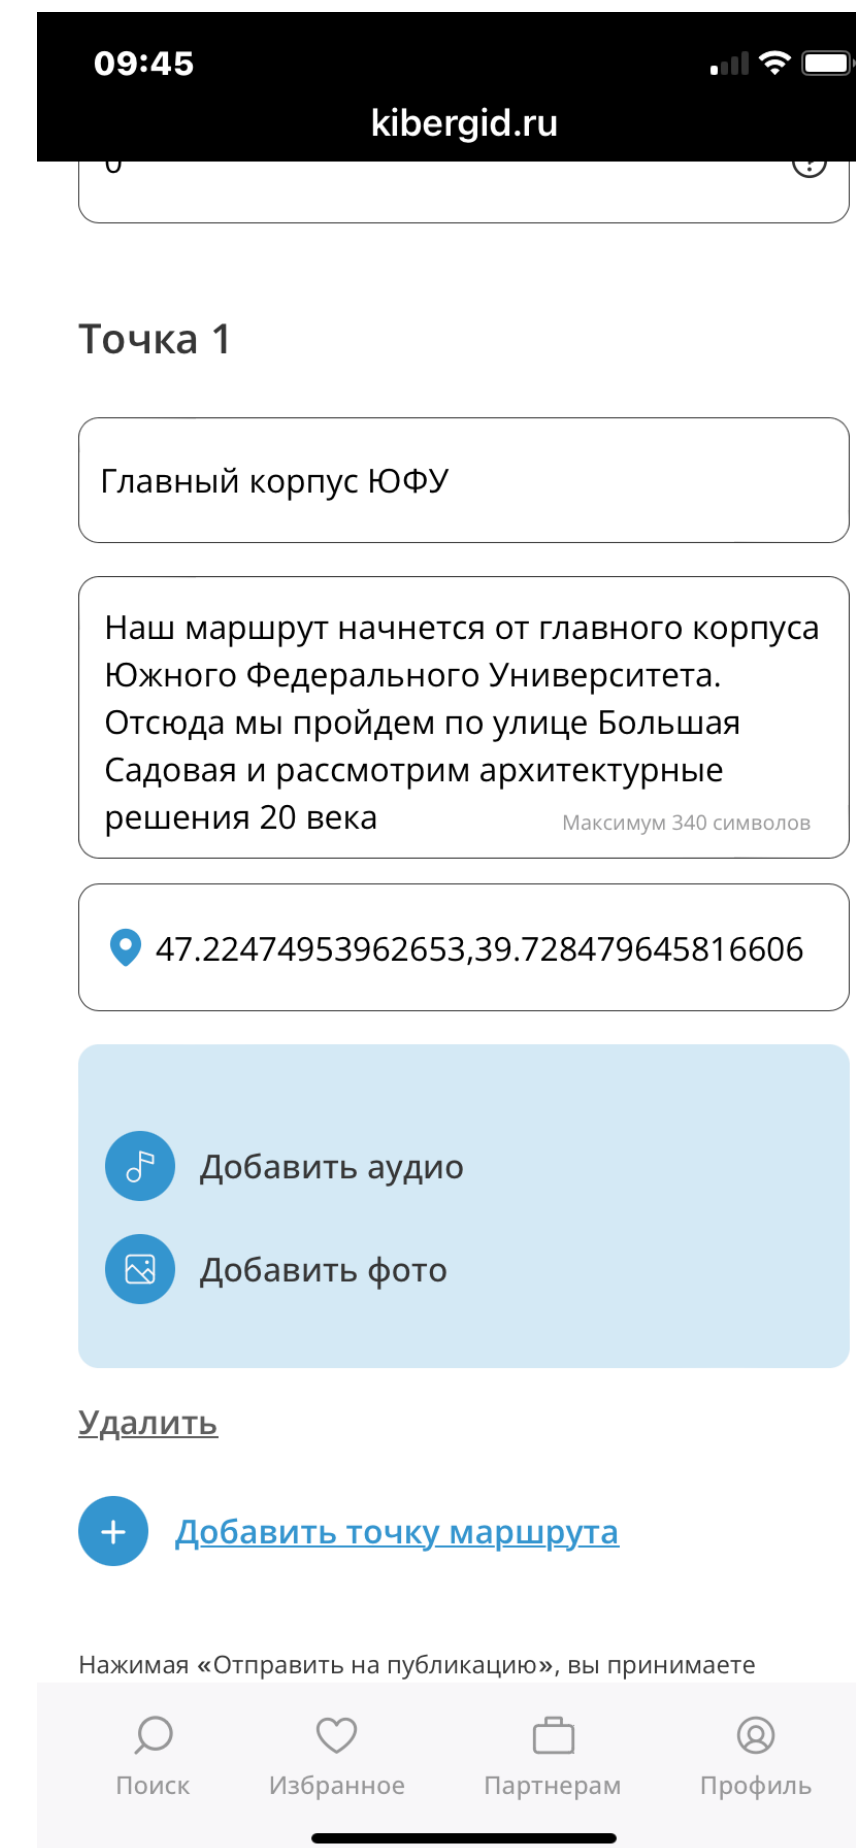 09:45
kibergid.ru
0
?
Точка 1
Главный корпус ЮФУ
Наш маршрут начнется от главного корпуса
Южного Федерального Университета.
Отсюда мы пройдем по улице Большая
Садовая и рассмотрим архитектурные
решения 20 века
Максимум 340 символов
47.22474953962653,39.728479645816606
Добавить аудио
Добавить фото
Удалить
+ Добавить точку маршрута
Нажимая «Отправить на публикацию», вы принимаете
Поиск Избранное Партнерам Профиль